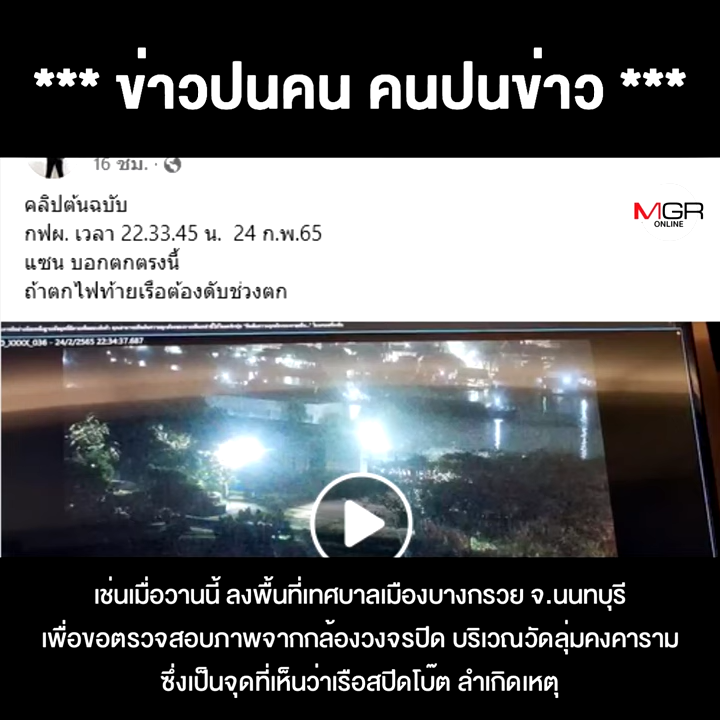 *** ข่าวปนคน คนปนข่าว ***
16 ชม. ·
MGR
ONLINE
คลิปต้นฉบับ
กฟผ. เวลา 22.33.45 น. 24 ก.พ.65
แซน บอกตกตรงนี้
ถ้าตกไฟท้ายเรือต้องดับช่วงตก
_XXXX_036 - 24/2/2565 22:34:37.687
เช่นเมื่อวานนี้ ลงพื้นที่เทศบาลเมืองบางกรวย จ.นนทบุรี
เพื่อขอตรวจสอบภาพจากกล้องวงจรปิด บริเวณวัดลุ่มคงคาราม
ซึ่งเป็นจุดที่เห็นว่าเรือสปีดโบ๊ต ลำเกิดเหตุ